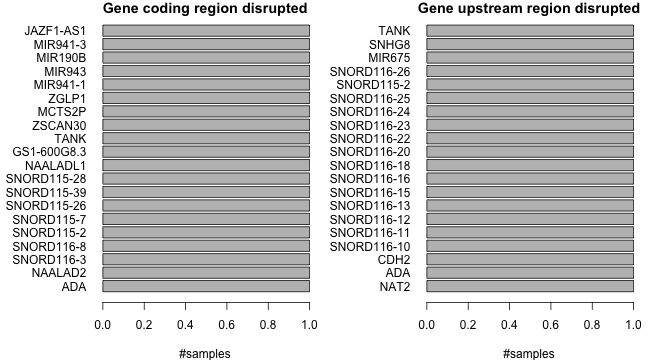 Gene coding region disrupted
JAZF1-AS1
MIR941-3
MIR190B
MIR943
MIR941-1
ZGLP1
MCTS2P
ZSCAN30
TANK
GS1-600G8.3
NAALADL1
SNORD115-28
SNORD115-39
SNORD115-26
SNORD115-7
SNORD115-2
SNORD116-8
SNORD116-3
NAALAD2
ADA
0.0 0.2 0.4 0.6 0.8 1.0
#samples
Gene upstream region disrupted
TANK
SNHG8
MIR675
SNORD116-26
SNORD115-2
SNORD116-25
SNORD116-24
SNORD116-23
SNORD116-22
SNORD116-20
SNORD116-18
SNORD116-16
SNORD116-15
SNORD116-13
SNORD116-12
SNORD116-11
SNORD116-10
CDH2
ADA
NAT2
0.0 0.2 0.4 0.6 0.8 1.0
#samples